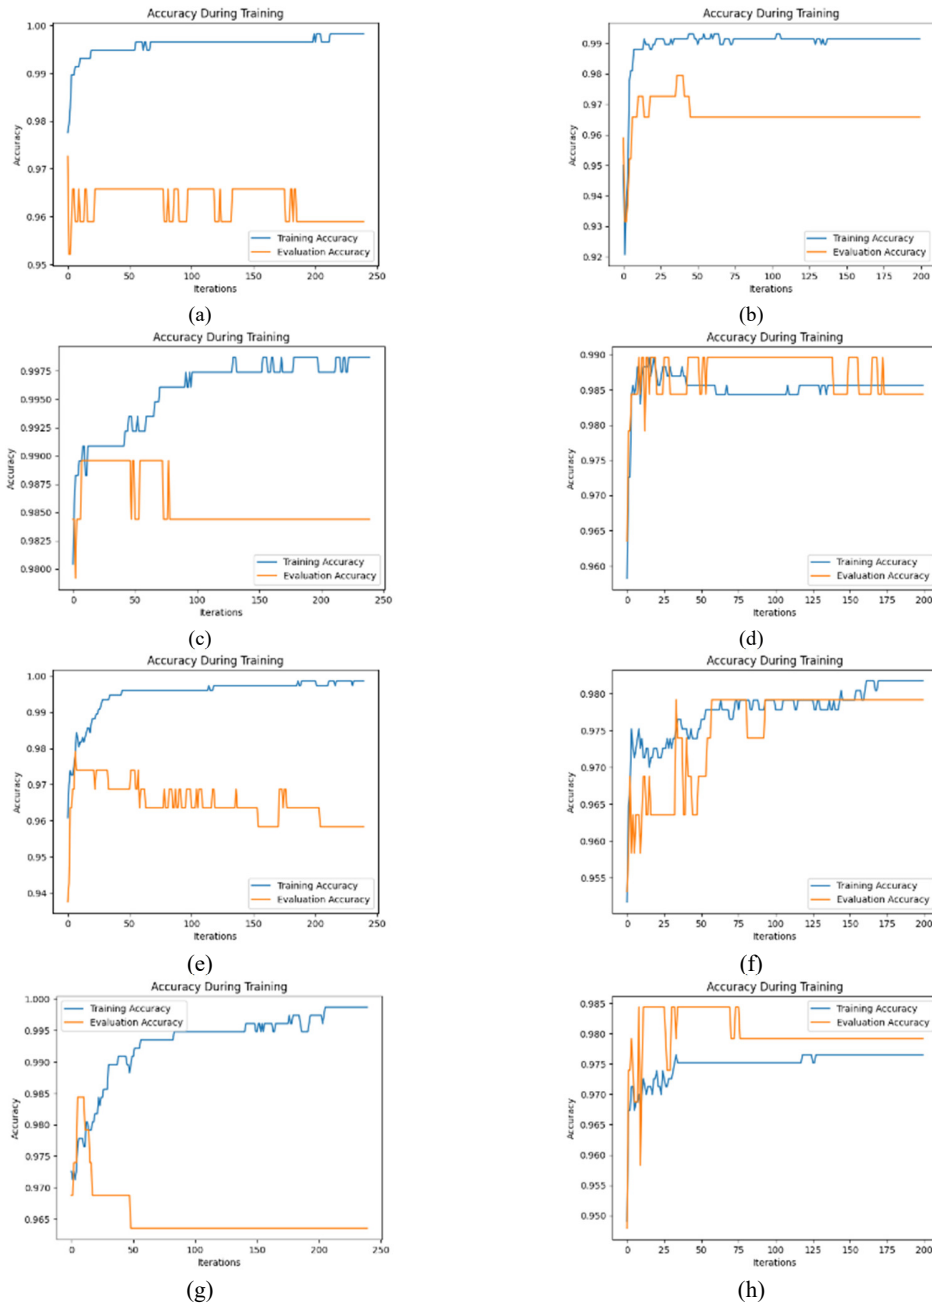 Accuracy During Training
1.00
0.99
0.98
0.97
0.96
0.95
Accuracy
Training Accuracy
Evaluation Accuracy
0 50 100 150 200 250
Iterations
(a)
Accuracy During Training
0.99
0.98
0.97
0.96
0.95
0.94
0.93
0.92
Accuracy
Training Accuracy
Evaluation Accuracy
0 25 50 75 100 125 150 175 200
Iterations
(b)
Accuracy During Training
0.9975
0.9950
0.9925
0.9900
0.9875
0.9850
0.9825
0.9800
Accuracy
Training Accuracy
Evaluation Accuracy
0 50 100 150 200 250
Iterations
(c)
Accuracy During Training
0.990
0.985
0.980
0.975
0.970
0.965
0.960
Accuracy
Training Accuracy
Evaluation Accuracy
0 25 50 75 100 125 150 175 200
Iterations
(d)
Accuracy During Training
1.00
0.99
0.98
0.97
0.96
0.95
0.94
Accuracy
Training Accuracy
Evaluation Accuracy
0 50 100 150 200 250
Iterations
(e)
Accuracy During Training
0.980
0.975
0.970
0.965
0.960
0.955
Accuracy
Training Accuracy
Evaluation Accuracy
0 25 50 75 100 125 150 175 200
Iterations
(f)
Accuracy During Training
1.000
0.995
0.990
0.985
0.980
0.975
0.970
0.965
Accuracy
Training Accuracy
Evaluation Accuracy
0 50 100 150 200 250
Iterations
(g)
Accuracy During Training
0.985
0.980
0.975
0.970
0.965
0.960
0.955
0.950
Accuracy
Training Accuracy
Evaluation Accuracy
0 25 50 75 100 125 150 175 200
Iterations
(h)